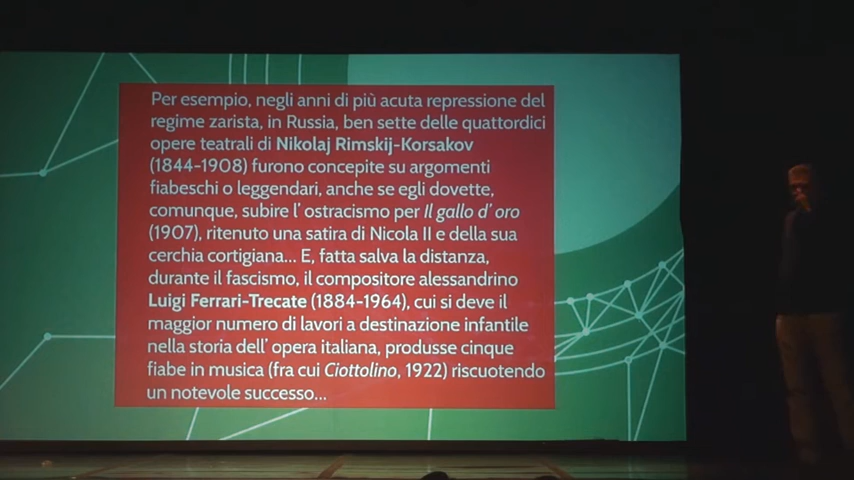 Per esempio, negli anni di più acuta repressione del
regime zarista, in Russia, ben sette delle quattordici
opere teatrali di Nikolaj Rimskij-Korsakov
(1844-1908) furono concepite su argomenti
fiabeschi o leggendari, anche se egli dovette,
comunque, subire l' ostracismo per Il gallo d' oro
(1907), ritenuto una satira di Nicola II e della sua
cerchia cortigiana... E, fatta salva la distanza,
durante il fascismo, il compositore alessandrino
Luigi Ferrari-Trecate (1884-1964), cui si deve il
maggior numero di lavori a destinazione infantile
nella storia dell' opera italiana, produsse cinque
fiabe in musica (fra cui Ciottolino, 1922) riscuotendo
un notevole successo...